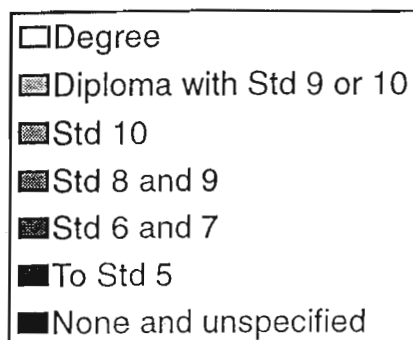 Degree
Diploma with Std 9 or 10
Std 10
Std 8 and 9
Std 6 and 7
To Std 5
None and unspecified